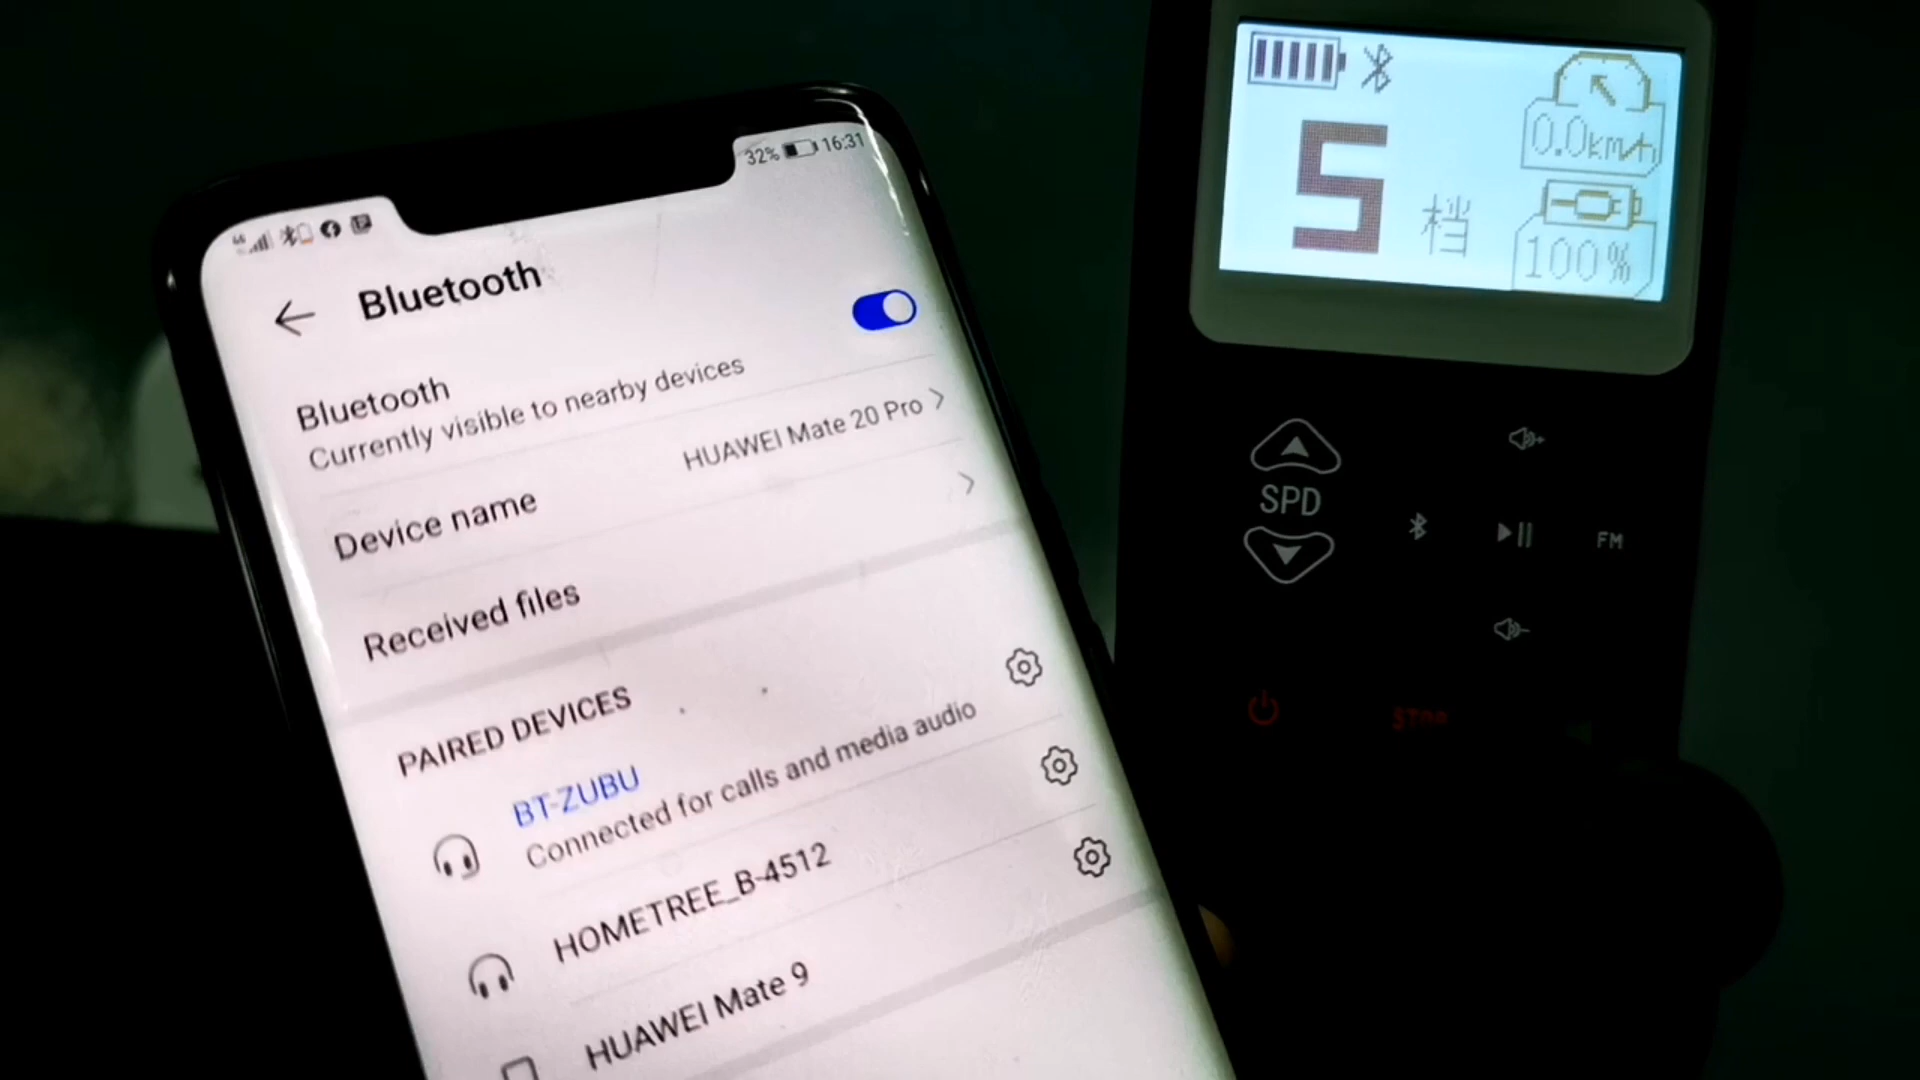 32% 16:31
Bluetooth
Bluetooth
Currently visible to nearby devices
Device name
HUAWEI Mate 20 Pro
Received files
PAIRED DEVICES
BT-ZUBU
Connected for calls and media audio
HOMETREE_B-4512
HUAWEI Mate 9
5 档
0.0km/h
100%
SPD
FM
STOP